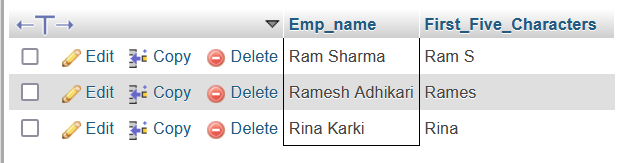 Emp_name First_Five_Characters
Edit Copy Delete Ram Sharma Ram S
Edit Copy Delete Ramesh Adhikari Rames
Edit Copy Delete Rina Karki Rina